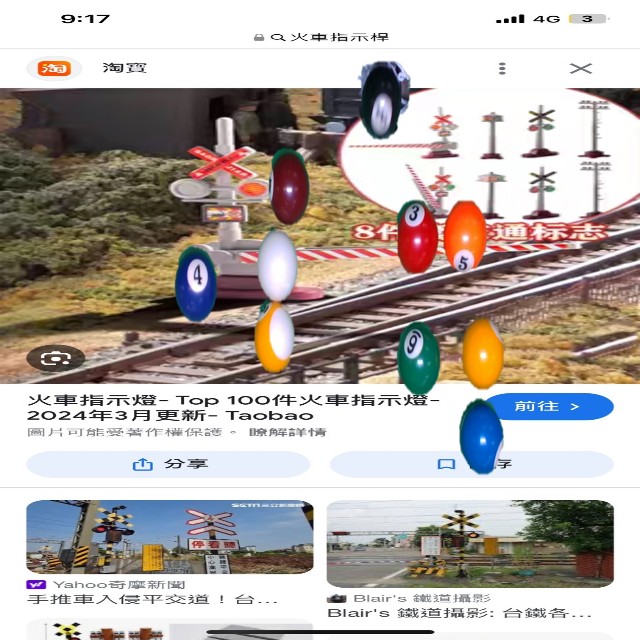 9:17
4G 3
火車指示桿
淘 淘寶
8件 通标志
4
3
5
9
火車指示燈- Top 100件火車指示燈-
2024年3月更新- Taobao
前往 >
圖片可能受著作權保護。 瞭解詳情
分享
存
停看聽
Yahoo奇摩新聞
手推車入侵平交道！台...
Blair's 鐵道攝影
Blair's 鐵道攝影: 台鐵各...